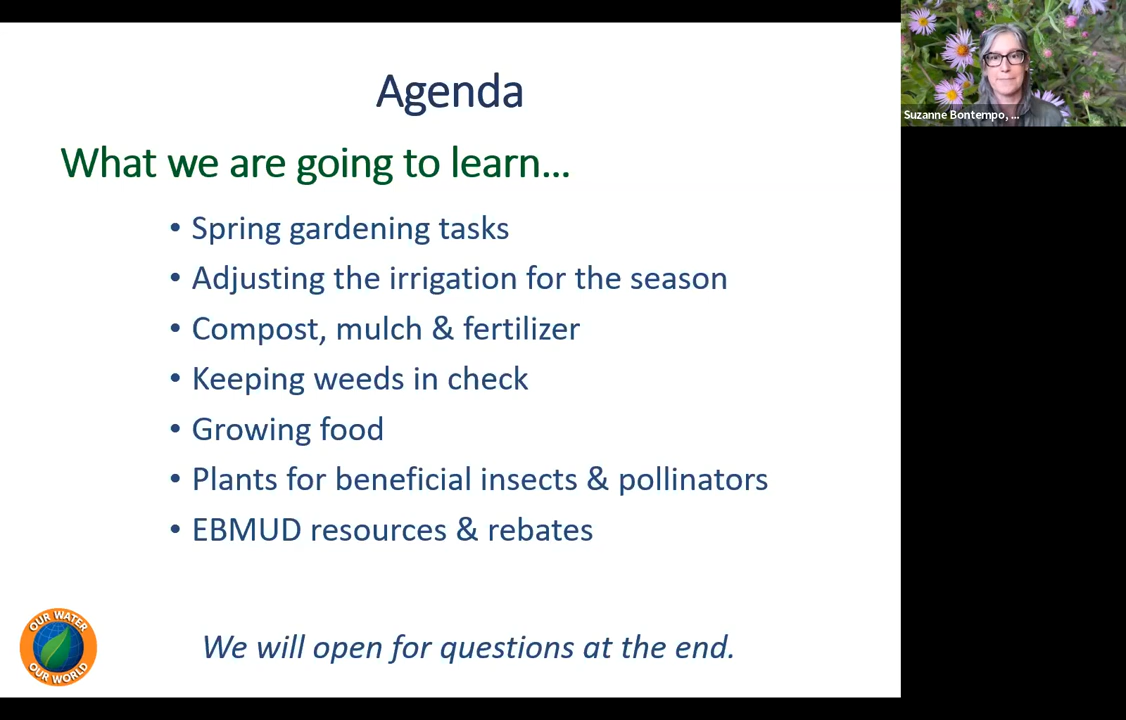 Agenda
What we are going to learn...
• Spring gardening tasks
• Adjusting the irrigation for the season
• Compost, mulch & fertilizer
• Keeping weeds in check
• Growing food
• Plants for beneficial insects & pollinators
• EBMUD resources & rebates
We will open for questions at the end.
OUR WATER
OUR WORLD
Suzanne Bontempo, ...